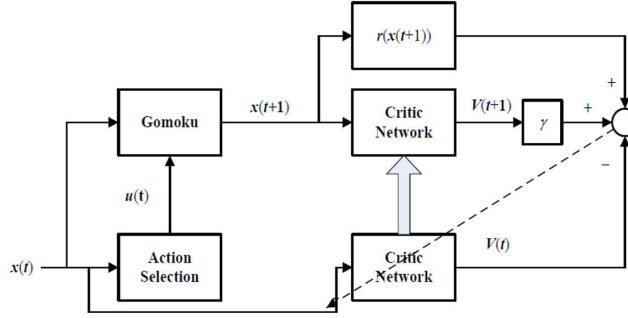 r(x(t+1))
+
x(t+1)
V(t+1)
+
Gomoku
Critic
Network
γ
−
u(t)
V(t)
x(t)
Action
Selection
Critic
Network